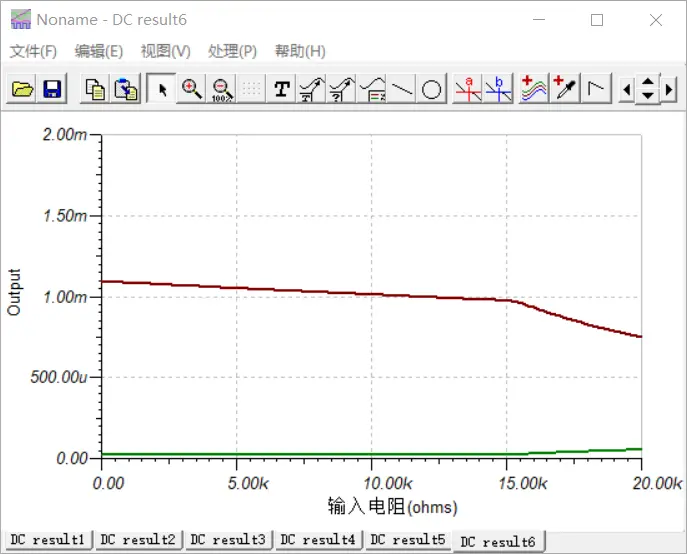 Noname - DC result6
文件(F) 编辑(E) 视图(V) 处理(P) 帮助(H)
100% T T ? a b
2.00m
1.50m
1.00m
500.00u
0.00
Output
0.00 5.00k 10.00k 15.00k 20.00k
输入电阻(ohms)
DC result1 DC result2 DC result3 DC result4 DC result5 DC result6